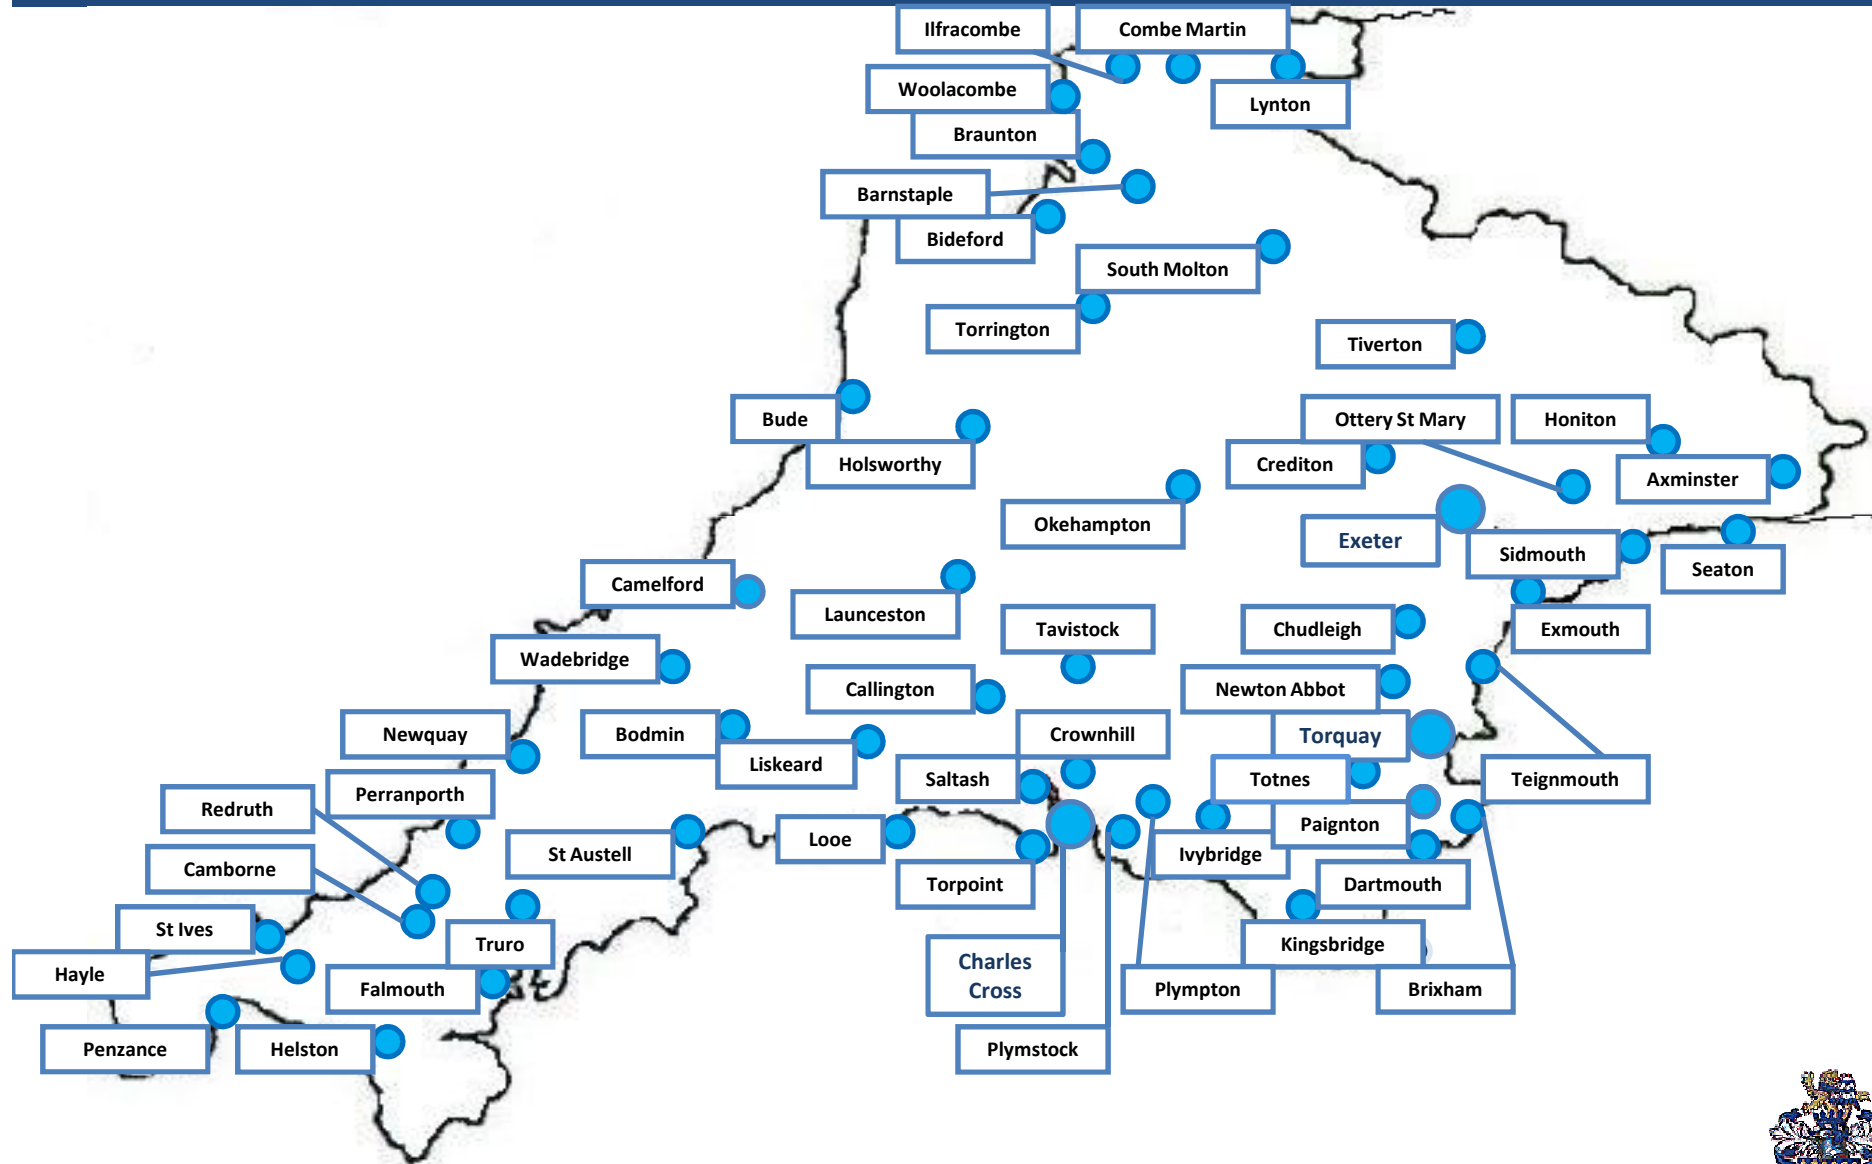 Ilfracombe
Combe Martin
Woolacombe
Lynton
Braunton
Barnstaple
Bideford
South Molton
Torrington
Tiverton
Bude
Ottery St Mary
Honiton
Holsworthy
Crediton
Axminster
Okehampton
Exeter
Sidmouth
Seaton
Camelford
Launceston
Tavistock
Chudleigh
Exmouth
Wadebridge
Callington
Newton Abbot
Newquay
Bodmin
Crownhill
Torquay
Liskeard
Saltash
Totnes
Teignmouth
Perranporth
Redruth
Paignton
Looe
St Austell
Ivybridge
Camborne
Torpoint
Dartmouth
St Ives
Truro
Kingsbridge
Hayle
Falmouth
Charles
Cross
Plympton
Brixham
Penzance
Helston
Plymstock